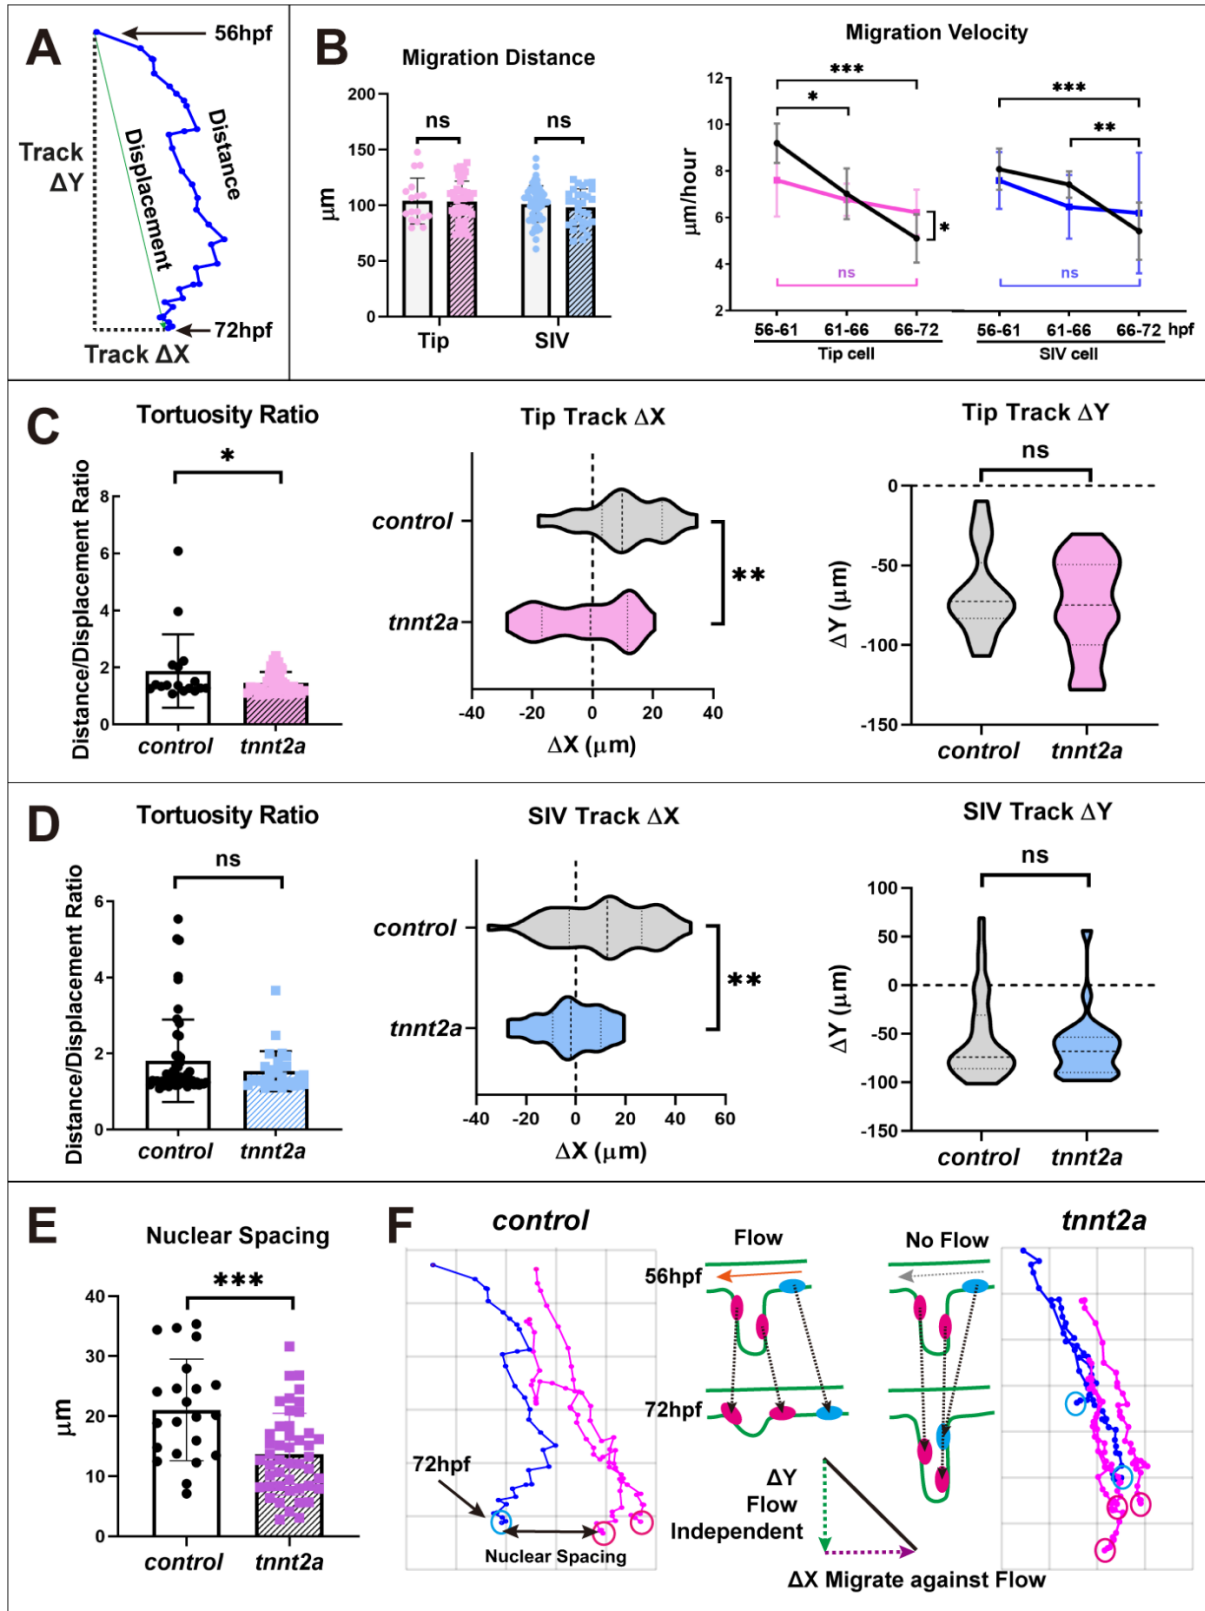 A
56hpf
Distance
Displacement
Track
ΔY
72hpf
Track ΔX
B
Migration Distance
μm
200
150
100
50
0
ns
ns
Tip
SIV
Migration Velocity
μm/hour
12
10
8
6
4
2
***
*
*
ns
***
**
ns
56-61
61-66
66-72
56-61
61-66
66-72
hpf
Tip cell
SIV cell
C
Tortuosity Ratio
Distance/Displacement Ratio
8
6
4
2
0
*
control
tnnt2a
Tip Track ΔX
control
tnnt2a
**
-40
-20
0
20
40
ΔX (μm)
Tip Track ΔY
ns
ΔY (μm)
0
-50
-100
-150
control
tnnt2a
D
Tortuosity Ratio
Distance/Displacement Ratio
6
4
2
0
ns
control
tnnt2a
SIV Track ΔX
control
tnnt2a
**
-40
-20
0
20
40
60
ΔX (μm)
SIV Track ΔY
ns
ΔY (μm)
100
50
0
-50
-100
-150
control
tnnt2a
E
Nuclear Spacing
***
μm
40
30
20
10
0
control
tnnt2a
F
control
72hpf
Nuclear Spacing
Flow
No Flow
56hpf
72hpf
ΔY
Flow
Independent
ΔX Migrate against Flow
tnnt2a